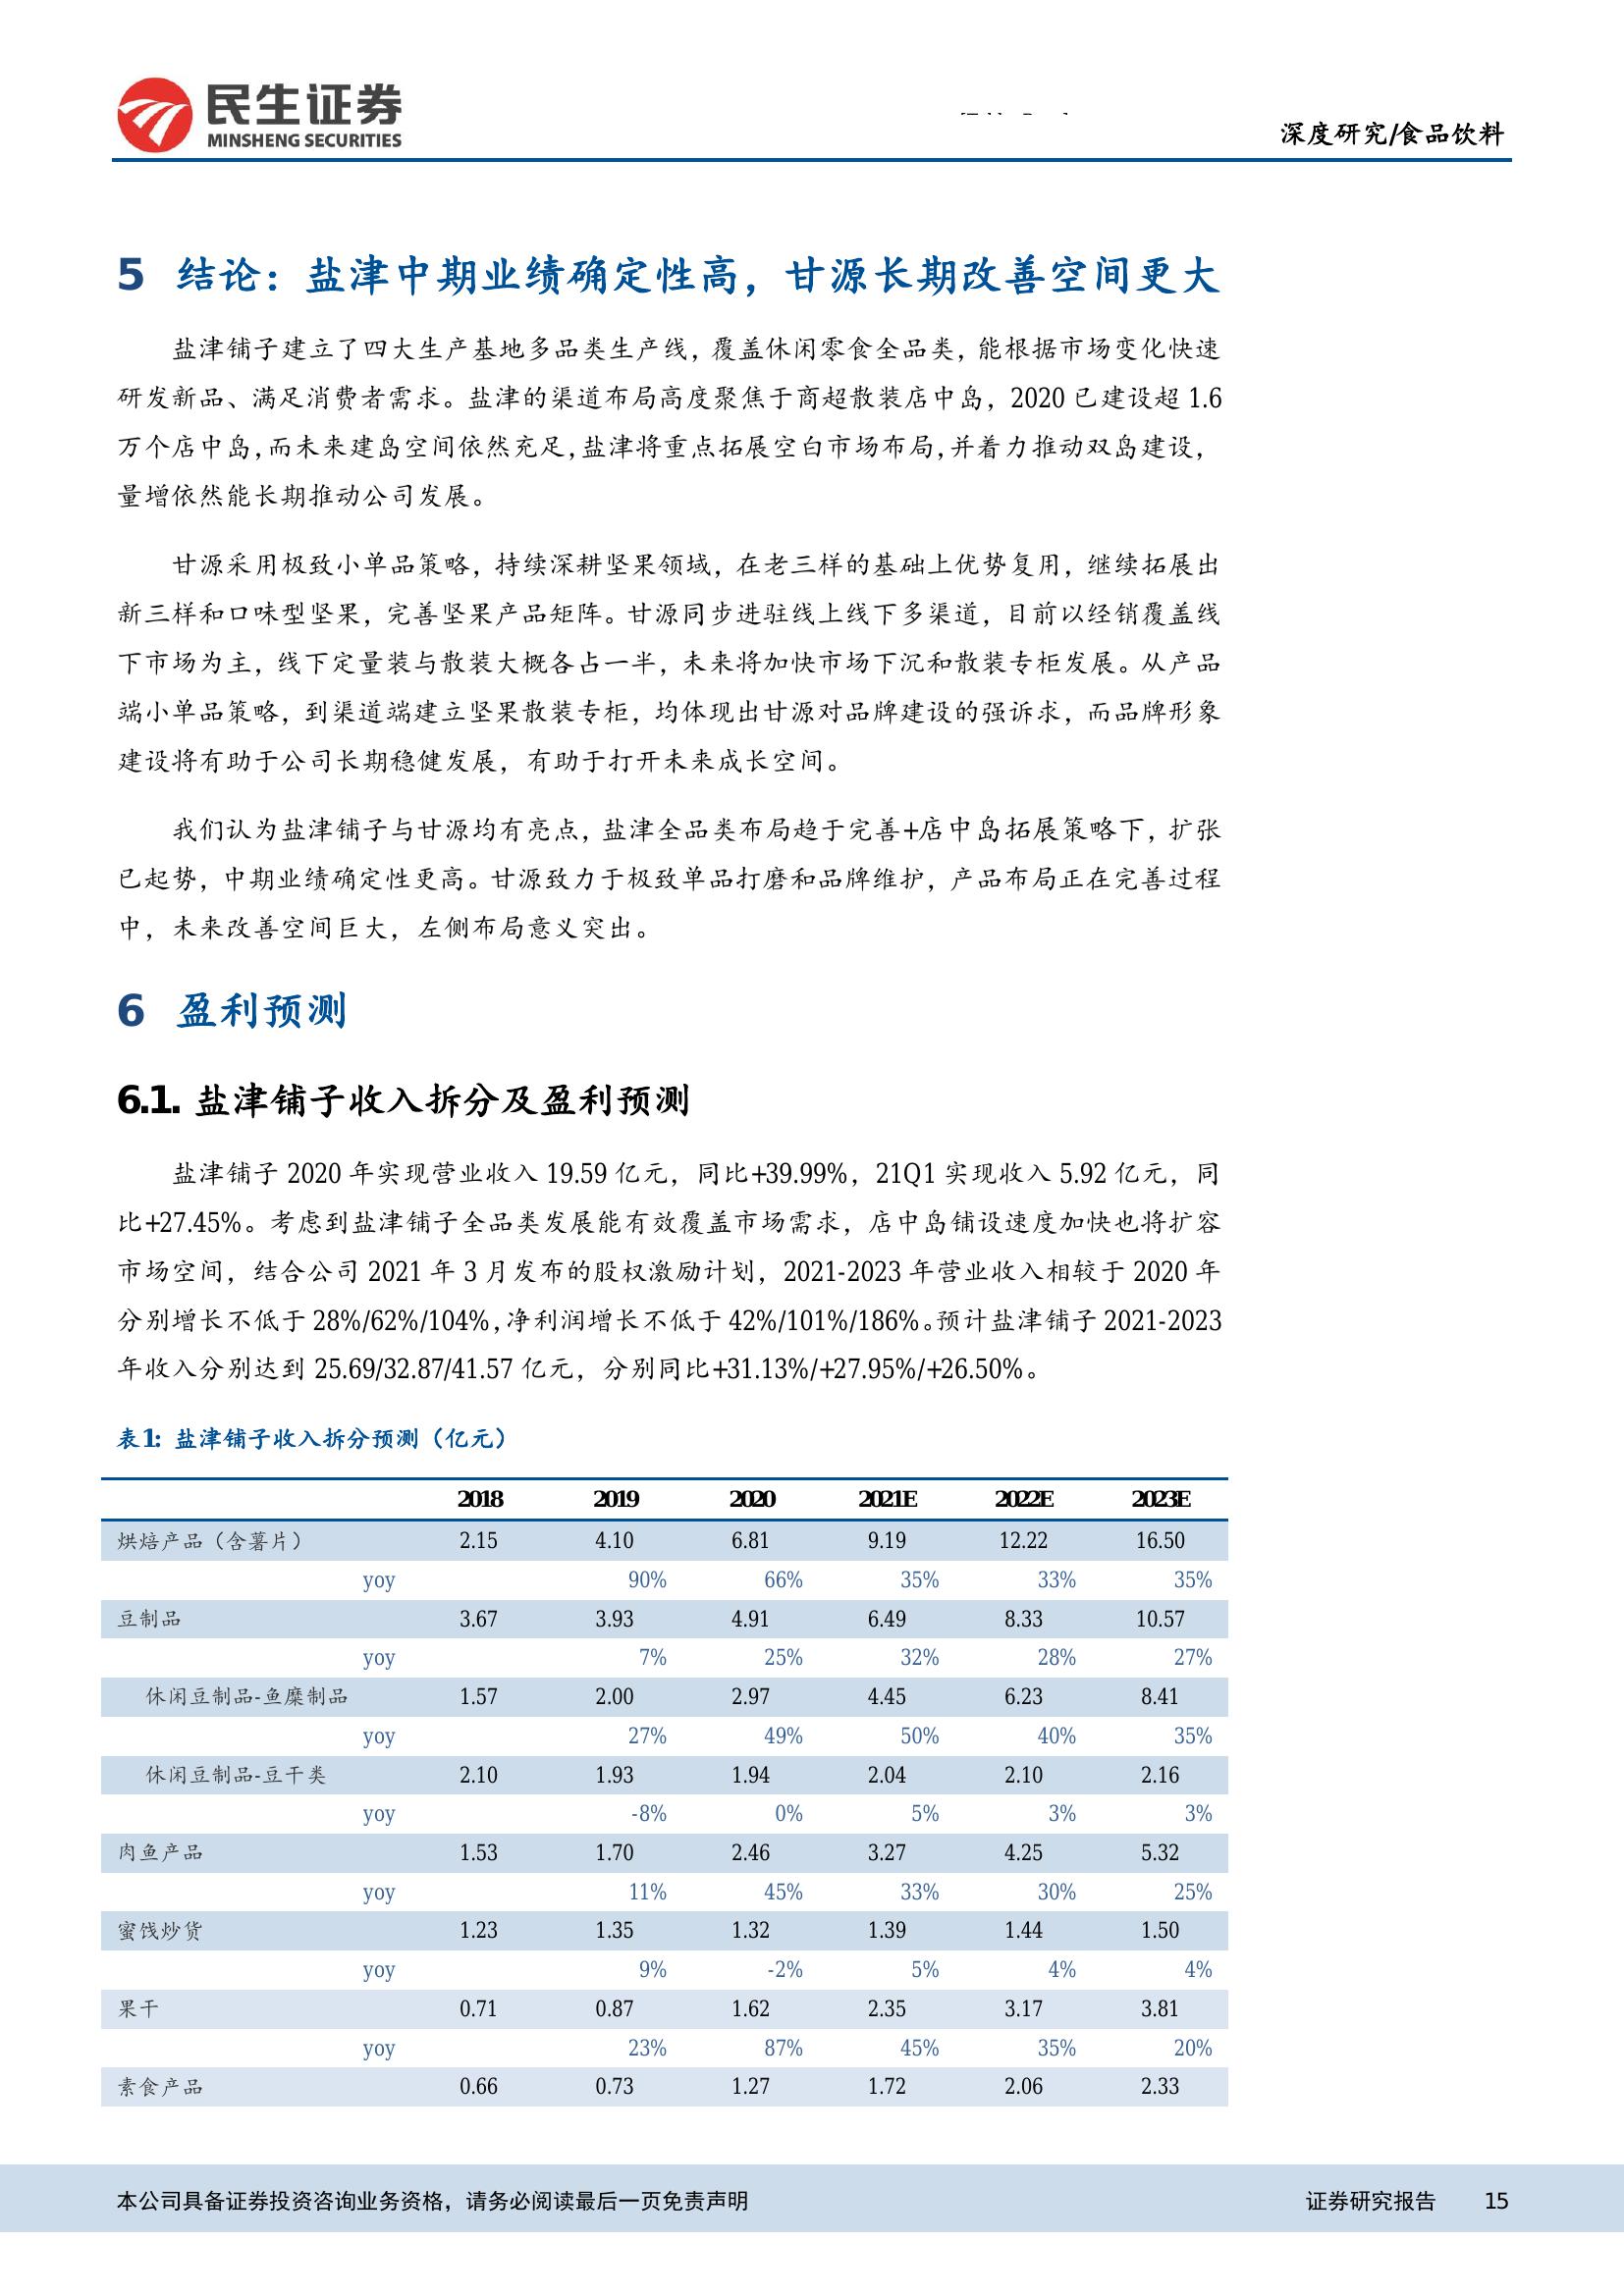 民生证券
MINSHENG SECURITIES
深度研究/食品饮料
5 结论：盐津中期业绩确定性高，甘源长期改善空间更大
盐津铺子建立了四大生产基地多品类生产线，覆盖休闲零食全品类，能根据市场变化快速
研发新品、满足消费者需求。盐津的渠道布局高度聚焦于商超散装店中岛，2020 已建设超 1.6
万个店中岛，而未来建岛空间依然充足，盐津将重点拓展空白市场布局，并着力推动双岛建设，
量增依然能长期推动公司发展。
甘源采用极致小单品策略，持续深耕坚果领域，在老三样的基础上优势复用，继续拓展出
新三样和口味型坚果，完善坚果产品矩阵。甘源同步进驻线上线下多渠道，目前以经销覆盖线
下市场为主，线下定量装与散装大概各占一半，未来将加快市场下沉和散装专柜发展。从产品
端小单品策略，到渠道端建立坚果散装专柜，均体现出甘源对品牌建设的强诉求，而品牌形象
建设将有助于公司长期稳健发展，有助于打开未来成长空间。
我们认为盐津铺子与甘源均有亮点，盐津全品类布局趋于完善+店中岛拓展策略下，扩张
已起势，中期业绩确定性更高。甘源致力于极致单品打磨和品牌维护，产品布局正在完善过程
中，未来改善空间巨大，左侧布局意义突出。
6 盈利预测
6.1. 盐津铺子收入拆分及盈利预测
盐津铺子 2020 年实现营业收入 19.59 亿元，同比+39.99%，21Q1 实现收入 5.92 亿元，同
比+27.45%。考虑到盐津铺子全品类发展能有效覆盖市场需求，店中岛铺设速度加快也将扩容
市场空间，结合公司 2021 年 3 月发布的股权激励计划，2021-2023 年营业收入相较于 2020 年
分别增长不低于 28%/62%/104%，净利润增长不低于 42%/101%/186%。预计盐津铺子 2021-2023
年收入分别达到 25.69/32.87/41.57 亿元，分别同比+31.13%/+27.95%/+26.50%。
表1: 盐津铺子收入拆分预测（亿元）
2018 2019 2020 2021E 2022E 2023E
烘焙产品（含薯片） 2.15 4.10 6.81 9.19 12.22 16.50
yoy 90% 66% 35% 33% 35%
豆制品 3.67 3.93 4.91 6.49 8.33 10.57
yoy 7% 25% 32% 28% 27%
休闲豆制品-鱼糜制品 1.57 2.00 2.97 4.45 6.23 8.41
yoy 27% 49% 50% 40% 35%
休闲豆制品-豆干类 2.10 1.93 1.94 2.04 2.10 2.16
yoy -8% 0% 5% 3% 3%
肉鱼产品 1.53 1.70 2.46 3.27 4.25 5.32
yoy 11% 45% 33% 30% 25%
蜜饯炒货 1.23 1.35 1.32 1.39 1.44 1.50
yoy 9% -2% 5% 4% 4%
果干 0.71 0.87 1.62 2.35 3.17 3.81
yoy 23% 87% 45% 35% 20%
素食产品 0.66 0.73 1.27 1.72 2.06 2.33
本公司具备证券投资咨询业务资格，请务必阅读最后一页免责声明 证券研究报告 15